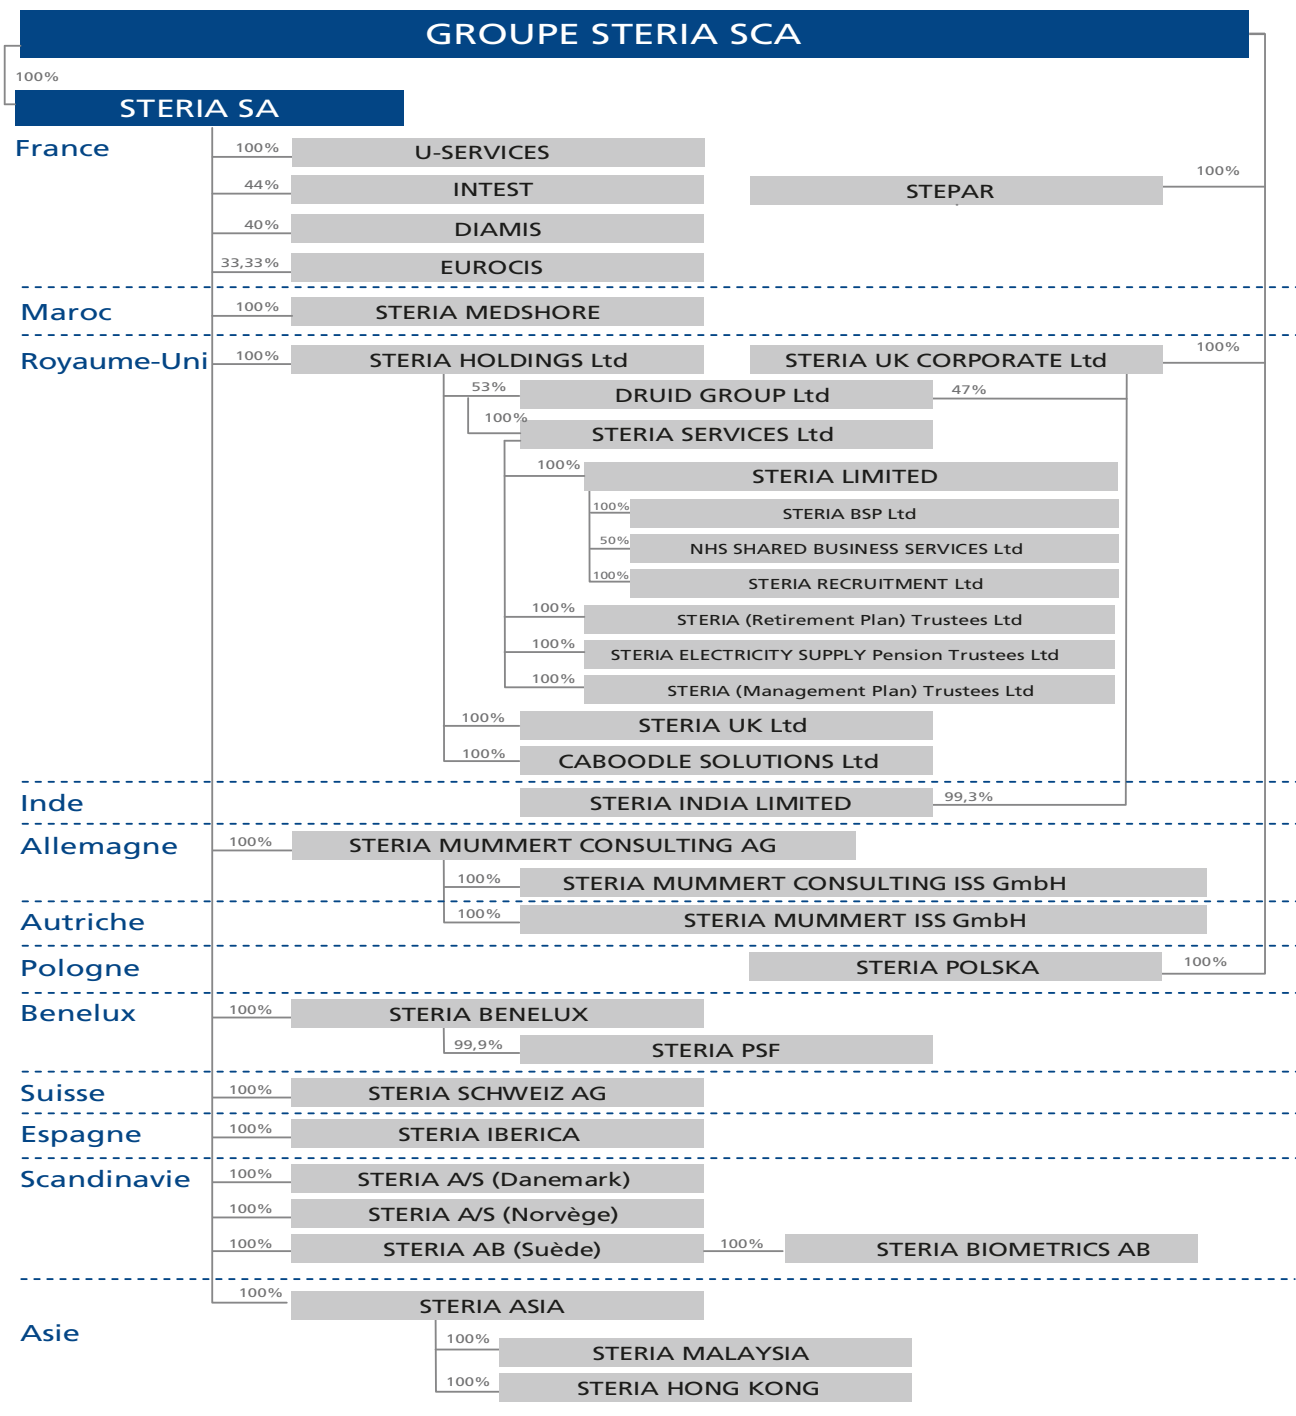 GROUPE STERIA SCA
100%
STERIA SA
France
100%
U-SERVICES
44%
INTEST
100%
STEPAR
40%
DIAMIS
33,33%
EUROCIS
Maroc
100%
STERIA MEDSHORE
Royaume-Uni
100%
STERIA HOLDINGS Ltd
STERIA UK CORPORATE Ltd
100%
53%
DRUID GROUP Ltd
47%
100%
STERIA SERVICES Ltd
100%
STERIA LIMITED
100%
STERIA BSP Ltd
50%
NHS SHARED BUSINESS SERVICES Ltd
100%
STERIA RECRUITMENT Ltd
100%
STERIA (Retirement Plan) Trustees Ltd
100%
STERIA ELECTRICITY SUPPLY Pension Trustees Ltd
100%
STERIA (Management Plan) Trustees Ltd
100%
STERIA UK Ltd
100%
CABOODLE SOLUTIONS Ltd
Inde
STERIA INDIA LIMITED
99,3%
Allemagne
100%
STERIA MUMMERT CONSULTING AG
100%
STERIA MUMMERT CONSULTING ISS GmbH
Autriche
100%
STERIA MUMMERT ISS GmbH
Pologne
STERIA POLSKA
100%
Benelux
100%
STERIA BENELUX
99,9%
STERIA PSF
Suisse
100%
STERIA SCHWEIZ AG
Espagne
100%
STERIA IBERICA
Scandinavie
100%
STERIA A/S (Danemark)
100%
STERIA A/S (Norvège)
100%
STERIA AB (Suède)
100%
STERIA BIOMETRICS AB
100%
STERIA ASIA
Asie
100%
STERIA MALAYSIA
100%
STERIA HONG KONG